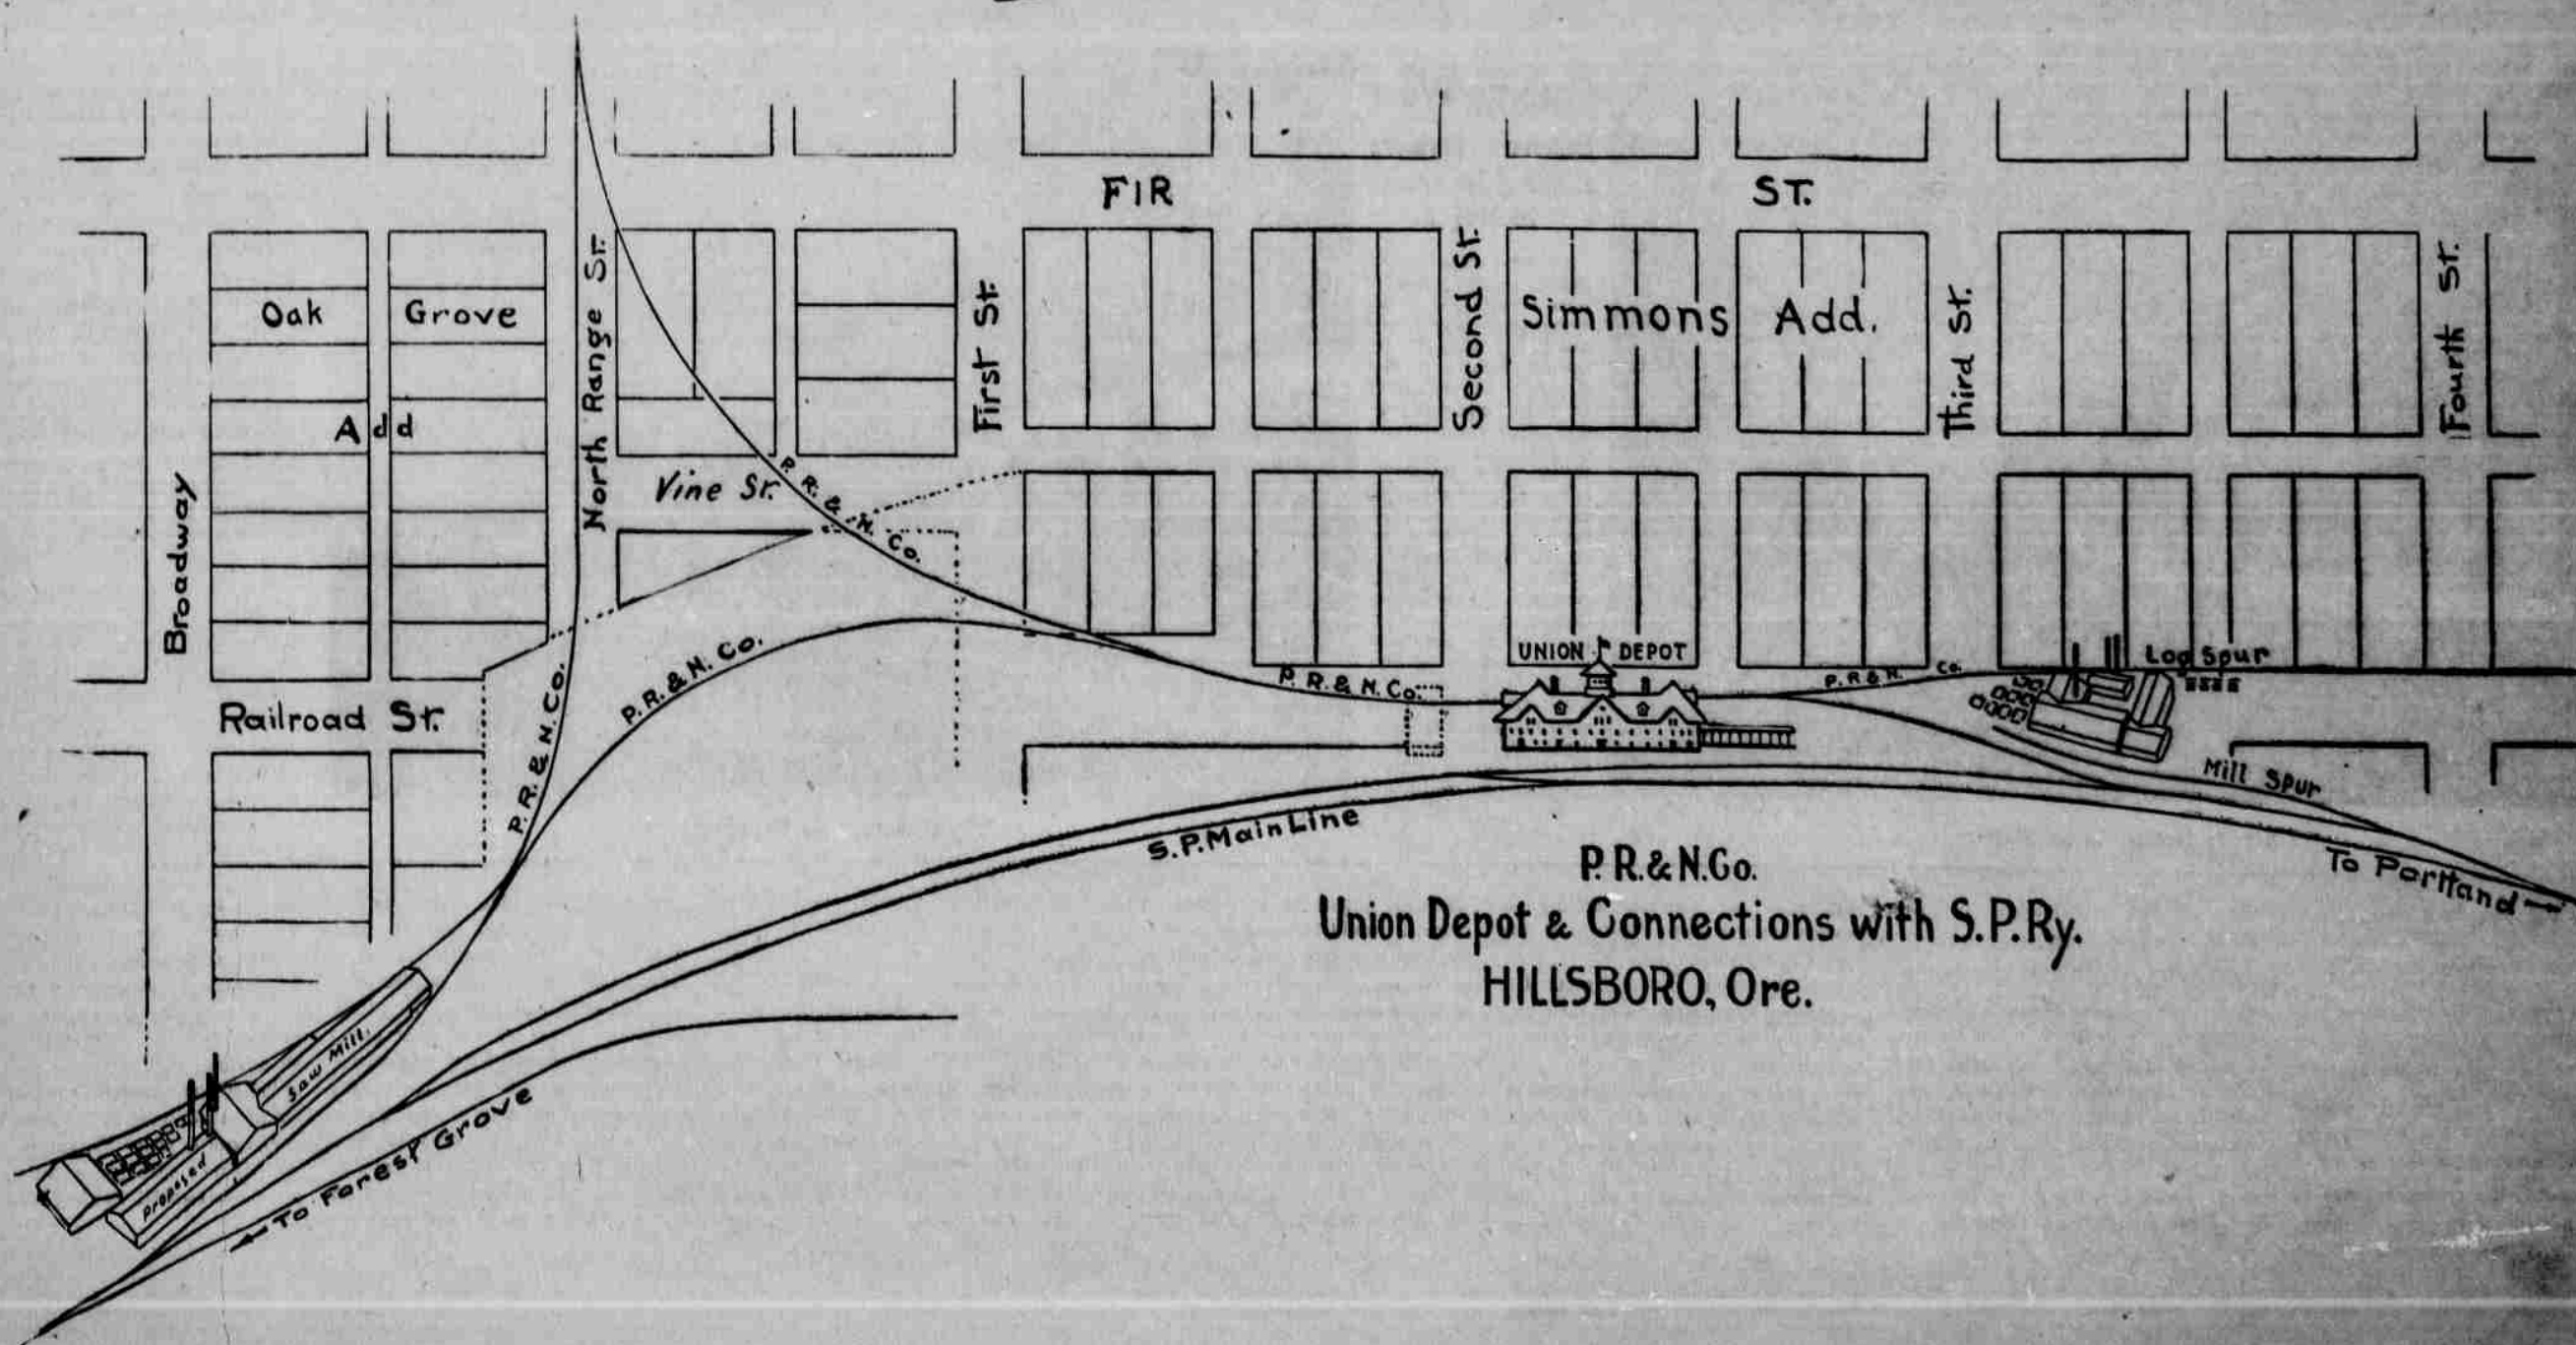 FIR ST.
Oak Grove
Add
Simmons Add.
Broadway
North Range St.
First St.
Second St.
Third St.
Fourth St.
Vine St.
P. R. & N. Co.
P. R. & N. Co.
P. R. & N. Co.
P. R. & N. Co.
P. R & N. Co.
UNION DEPOT
Log Spur
Railroad St.
Mill Spur
S.P. Main Line
To Portland
P. R. & N. Co.
Union Depot & Connections with S.P. Ry.
HILLSBORO, Ore.
Proposed Saw Mill.
To Forest Grove